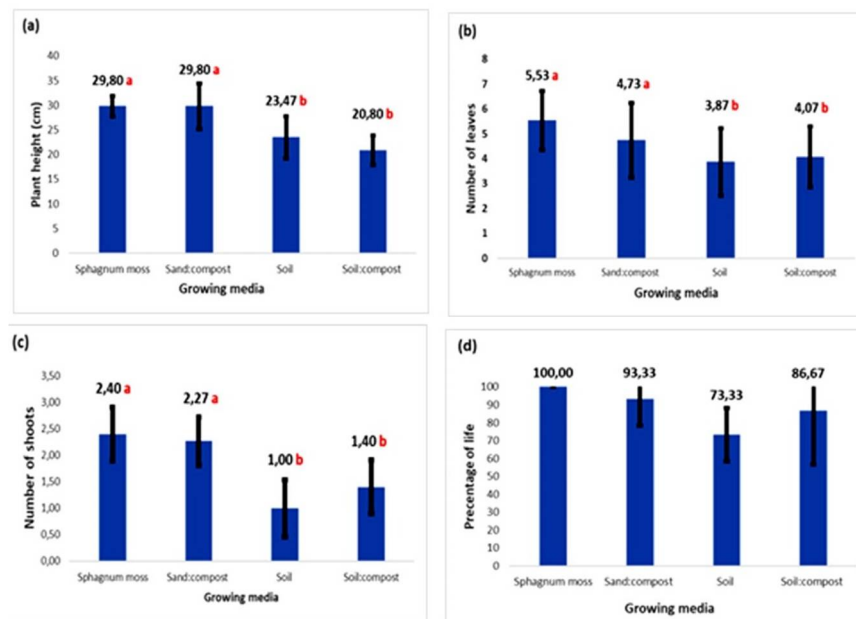 (a)
40
35
30
25
20
15
10
5
0
Plant height (cm)
29,80 a
29,80 a
23,47 b
20,80 b
Sphagnum moss
Sand:compost
Soil
Soil:compost
Growing media
(b)
8
7
6
5
4
3
2
1
0
Number of leaves
5,53 a
4,73 a
3,87 b
4,07 b
Sphagnum moss
Sand:compost
Soil
Soil:compost
Growing media
(c)
3,50
3,00
2,50
2,00
1,50
1,00
0,50
0,00
Number of shoots
2,40 a
2,27 a
1,00 b
1,40 b
Sphagnum moss
Sand:compost
Soil
Soil:compost
Growing media
(d)
100
90
80
70
60
50
40
30
20
10
0
Precentage of life
100,00
93,33
73,33
86,67
Sphagnum moss
Sand:compost
Soil
Soil:compost
Growing media